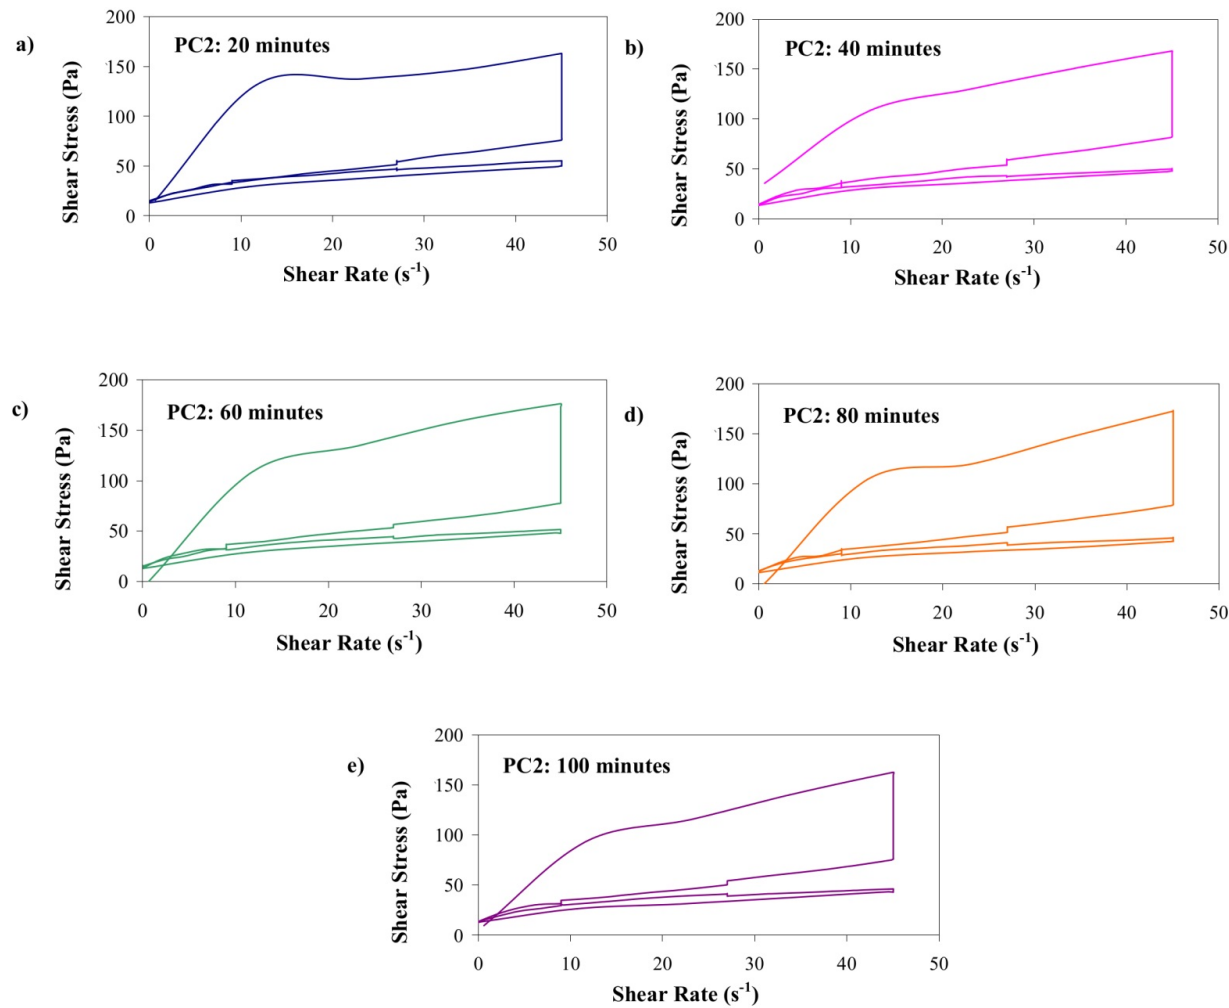 a)
PC2: 20 minutes
Shear Stress (Pa)
200
150
100
50
0
0 10 20 30 40 50
Shear Rate (s⁻¹)
b)
PC2: 40 minutes
Shear Stress (Pa)
200
150
100
50
0
0 10 20 30 40 50
Shear Rate (s⁻¹)
c)
PC2: 60 minutes
Shear Stress (Pa)
200
150
100
50
0
0 10 20 30 40 50
Shear Rate (s⁻¹)
d)
PC2: 80 minutes
Shear Stress (Pa)
200
150
100
50
0
0 10 20 30 40 50
Shear Rate (s⁻¹)
e)
PC2: 100 minutes
Shear Stress (Pa)
200
150
100
50
0
0 10 20 30 40 50
Shear Rate (s⁻¹)